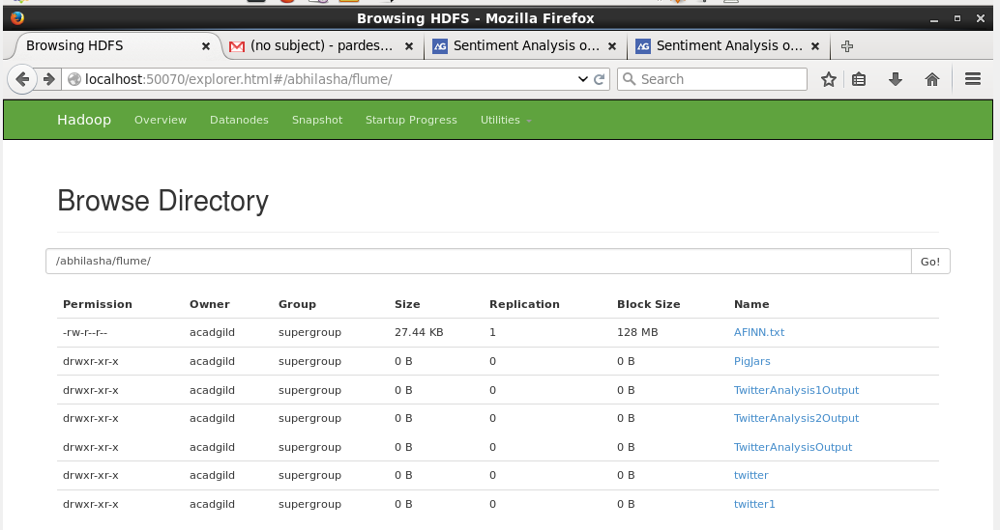 Browsing HDFS - Mozilla Firefox
Browsing HDFS × (no subject) - pardes... × AG Sentiment Analysis o... × AG Sentiment Analysis o... ×
localhost:50070/explorer.html#/abhilasha/flume/ Search
Hadoop Overview Datanodes Snapshot Startup Progress Utilities
Browse Directory
/abhilasha/flume/ Go!
Permission Owner Group Size Replication Block Size Name
-rw-r--r-- acadgild supergroup 27.44 KB 1 128 MB AFINN.txt
drwxr-xr-x acadgild supergroup 0 B 0 0 B PigJars
drwxr-xr-x acadgild supergroup 0 B 0 0 B TwitterAnalysis1Output
drwxr-xr-x acadgild supergroup 0 B 0 0 B TwitterAnalysis2Output
drwxr-xr-x acadgild supergroup 0 B 0 0 B TwitterAnalysisOutput
drwxr-xr-x acadgild supergroup 0 B 0 0 B twitter
drwxr-xr-x acadgild supergroup 0 B 0 0 B twitter1